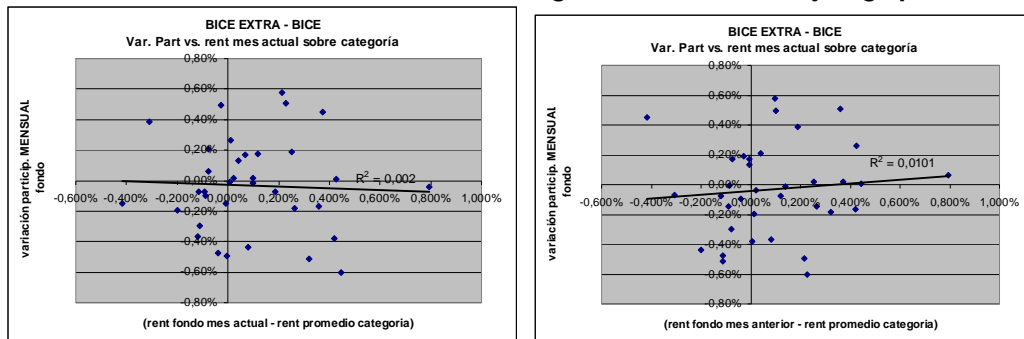 BICE EXTRA - BICE
Var. Part vs. rent mes actual sobre categoría
0,80%
0,60%
0,40%
0,20%
0,00%
-0,20%
-0,40%
-0,60%
-0,80%
-0,600% -0,400% -0,200% 0,000% 0,200% 0,400% 0,600% 0,800% 1,000%
R² = 0,002
variación particip. MENSUAL
fondo
(rent fondo mes actual - rent promedio categoria)
BICE EXTRA - BICE
Var. Part vs. rent mes actual sobre categoría
0,80%
0,60%
0,40%
0,20%
0,00%
-0,20%
-0,40%
-0,60%
-0,80%
-0,600% -0,400% -0,200% 0,000% 0,200% 0,400% 0,600% 0,800% 1,000%
R² = 0,0101
variación particip. MENSUAL
fondo
(rent fondo mes anterior - rent promedio categoria)